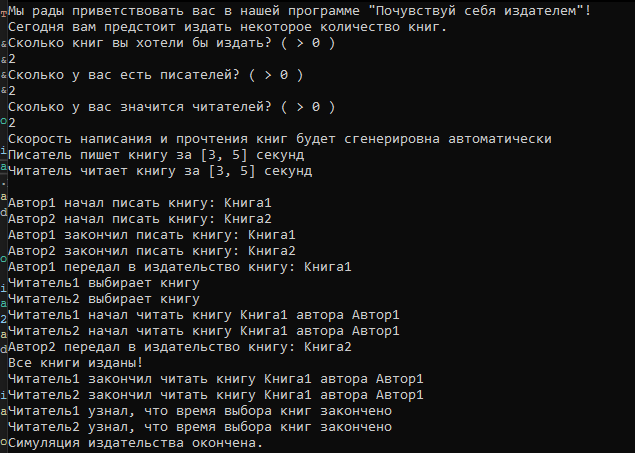 Мы рады приветствовать вас в нашей программе "Почувствуй себя издателем"!
Сегодня вам предстоит издать некоторое количество книг.
Сколько книг вы хотели бы издать? ( > 0 )
2
Сколько у вас есть писателей? ( > 0 )
2
Сколько у вас значится читателей? ( > 0 )
2
Скорость написания и прочтения книг будет сгенерировна автоматически
Писатель пишет книгу за [3, 5] секунд
Читатель читает книгу за [3, 5] секунд
Автор1 начал писать книгу: Книга1
Автор2 начал писать книгу: Книга2
Автор1 закончил писать книгу: Книга1
Автор2 закончил писать книгу: Книга2
Автор1 передал в издательство книгу: Книга1
Читатель1 выбирает книгу
Читатель2 выбирает книгу
Читатель1 начал читать книгу Книга1 автора Автор1
Читатель2 начал читать книгу Книга1 автора Автор1
Автор2 передал в издательство книгу: Книга2
Все книги изданы!
Читатель1 закончил читать книгу Книга1 автора Автор1
Читатель2 закончил читать книгу Книга1 автора Автор1
Читатель1 узнал, что время выбора книг закончено
Читатель2 узнал, что время выбора книг закончено
Симуляция издательства окончена.